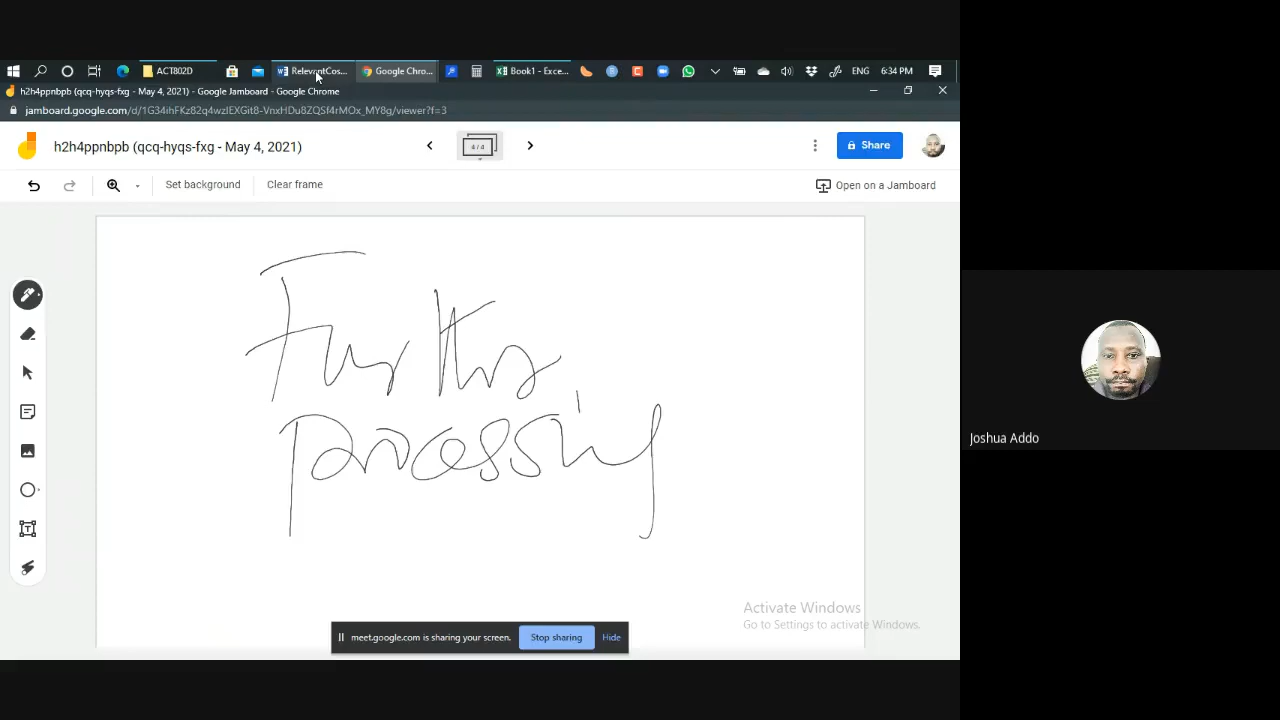 ACT802D
RelevantCos...
Google Chro...
Book1 - Exce...
ENG
6:34 PM
h2h4ppnbpb (qcq-hyqs-fxg - May 4, 2021) - Google Jamboard - Google Chrome
jamboard.google.com/d/1G34ihFKz82q4wzIEXGit8-VnxHDu8ZQSf4rMOx_MY8g/viewer?f=3
h2h4ppnbpb (qcq-hyqs-fxg - May 4, 2021)
4 / 4
Share
Set background
Clear frame
Open on a Jamboard
Further
processing
Joshua Addo
Activate Windows
Go to Settings to activate Windows.
meet.google.com is sharing your screen.
Stop sharing
Hide